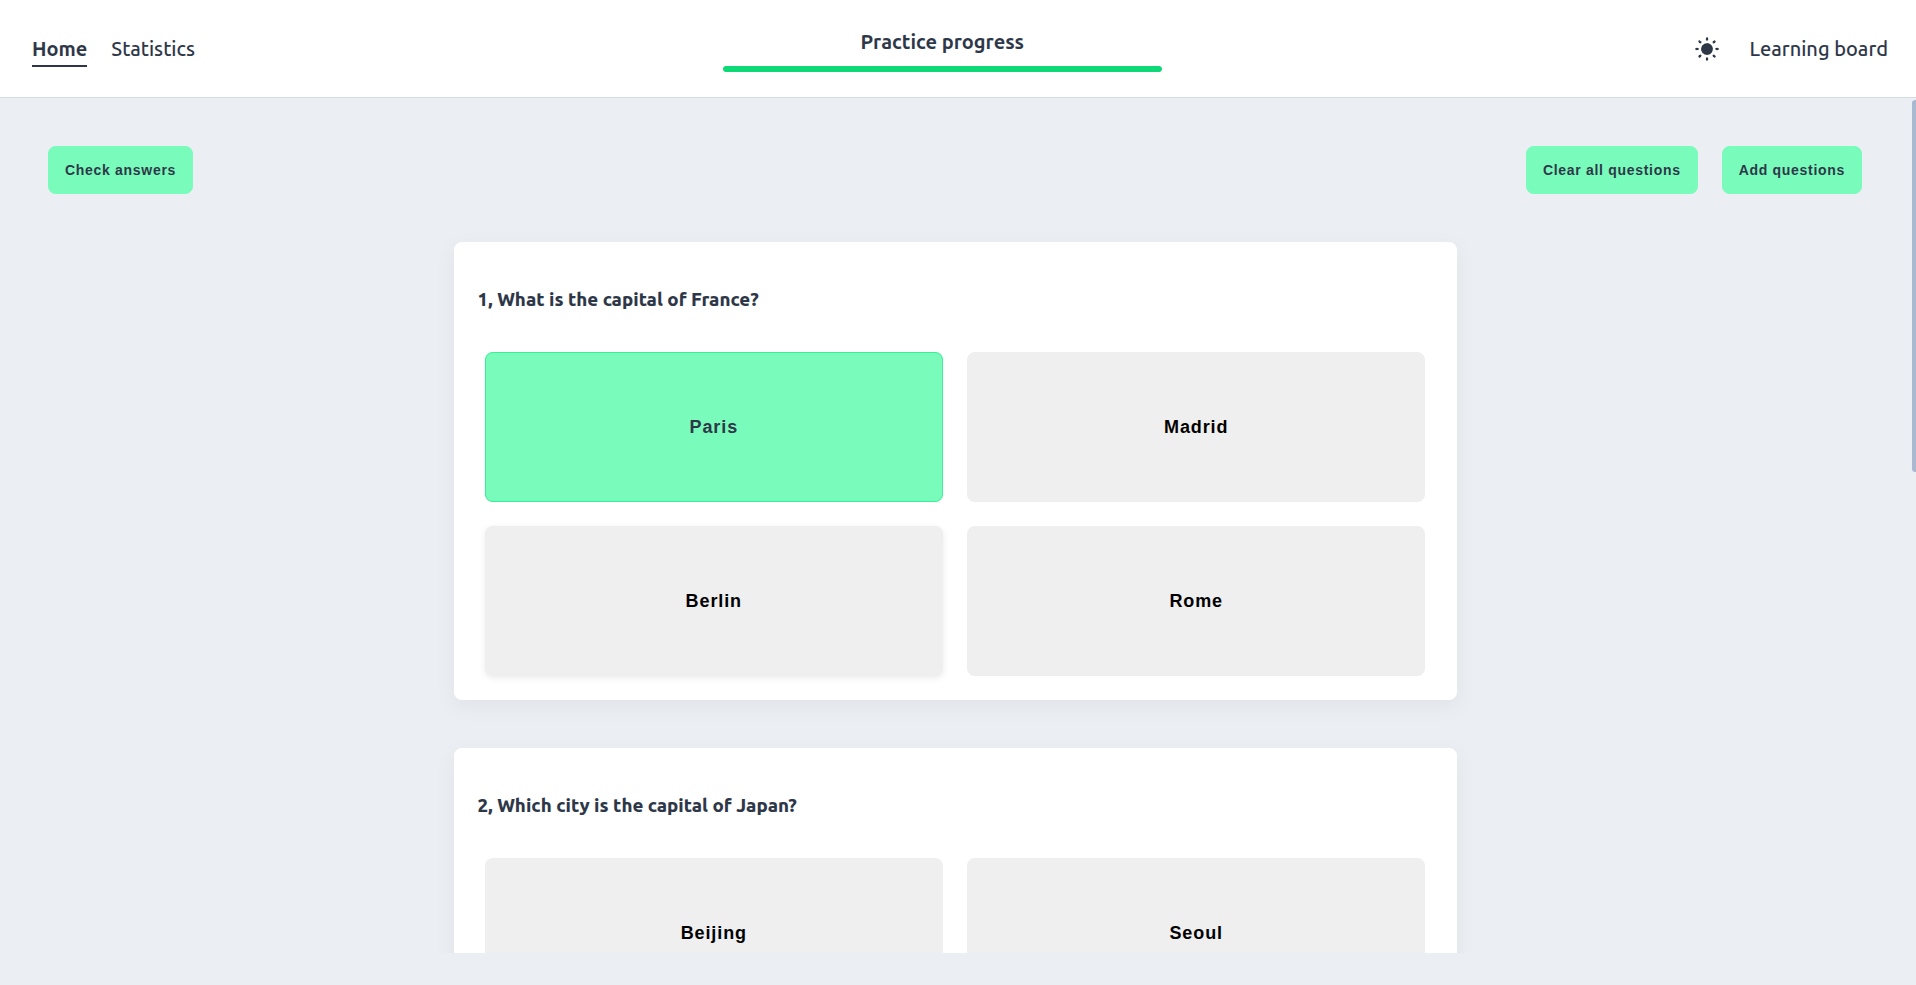 Home Statistics Practice progress Learning board
Check answers Clear all questions Add questions
1, What is the capital of France?
Paris Madrid
Berlin Rome
2, Which city is the capital of Japan?
Beijing Seoul